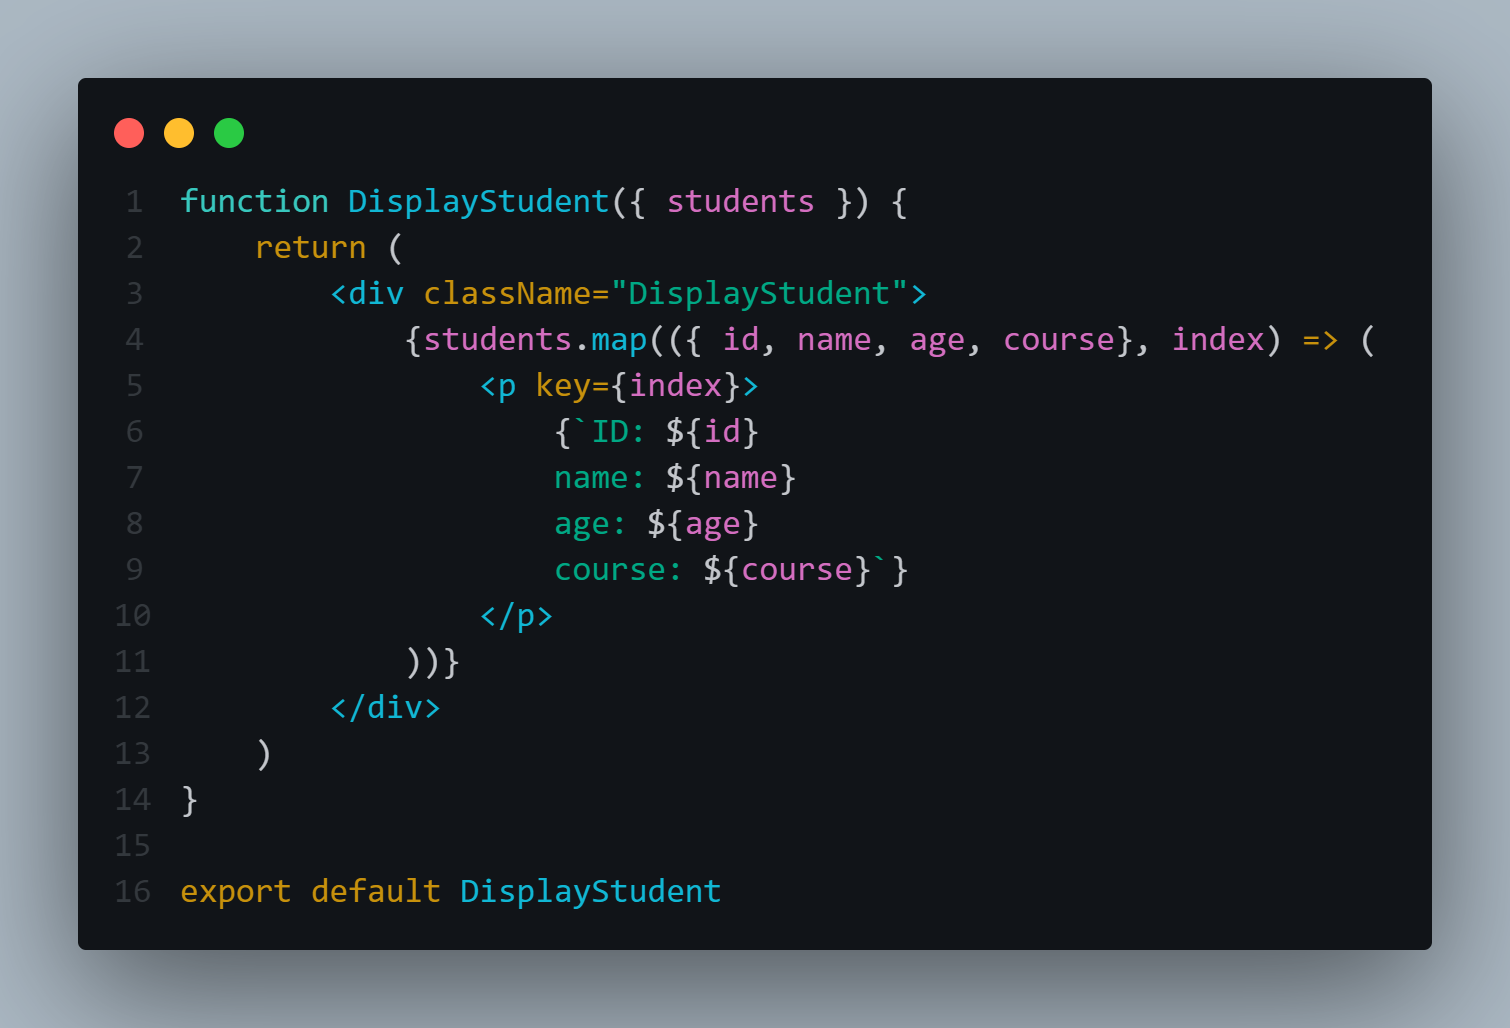 1 function DisplayStudent({ students }) {
2     return (
3         <div className="DisplayStudent">
4             {students.map(({ id, name, age, course}, index) => (
5                 <p key={index}>
6                     {`ID: ${id}
7                     name: ${name}
8                     age: ${age}
9                     course: ${course}`}
10                 </p>
11             ))}
12         </div>
13     )
14 }
15
16 export default DisplayStudent